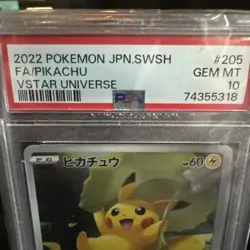 2022 POKEMON JPN.SWSH #205
FA/PIKACHU GEM MT
VSTAR UNIVERSE 10
PSA 74355318
ピカチュウ 60